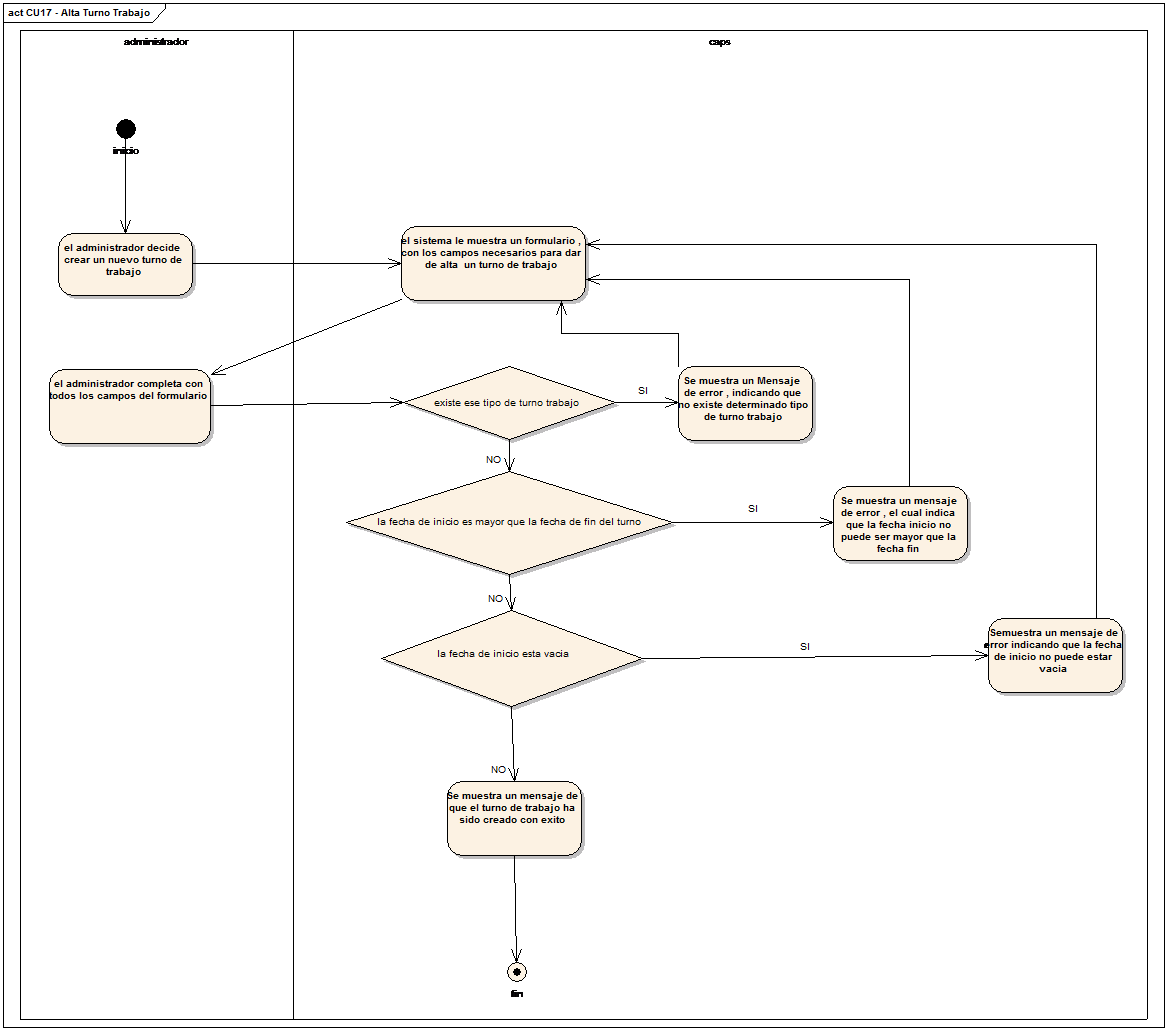 act CU17 - Alta Turno Trabajo
administrador
caps
inicio
el administrador decide
crear un nuevo turno de
trabajo
el sistema le muestra un formulario ,
con los campos necesarios para dar
de alta un turno de trabajo
el administrador completa con
todos los campos del formulario
existe ese tipo de turno trabajo
SI
Se muestra un Mensaje
de error , indicando que
no existe determinado tipo
de turno trabajo
NO
la fecha de inicio es mayor que la fecha de fin del turno
SI
Se muestra un mensaje
de error , el cual indica
que la fecha inicio no
puede ser mayor que la
fecha fin
NO
la fecha de inicio esta vacia
SI
Semuestra un mensaje de
error indicando que la fecha
de inicio no puede estar
vacia
NO
Se muestra un mensaje de
que el turno de trabajo ha
sido creado con exito
fin